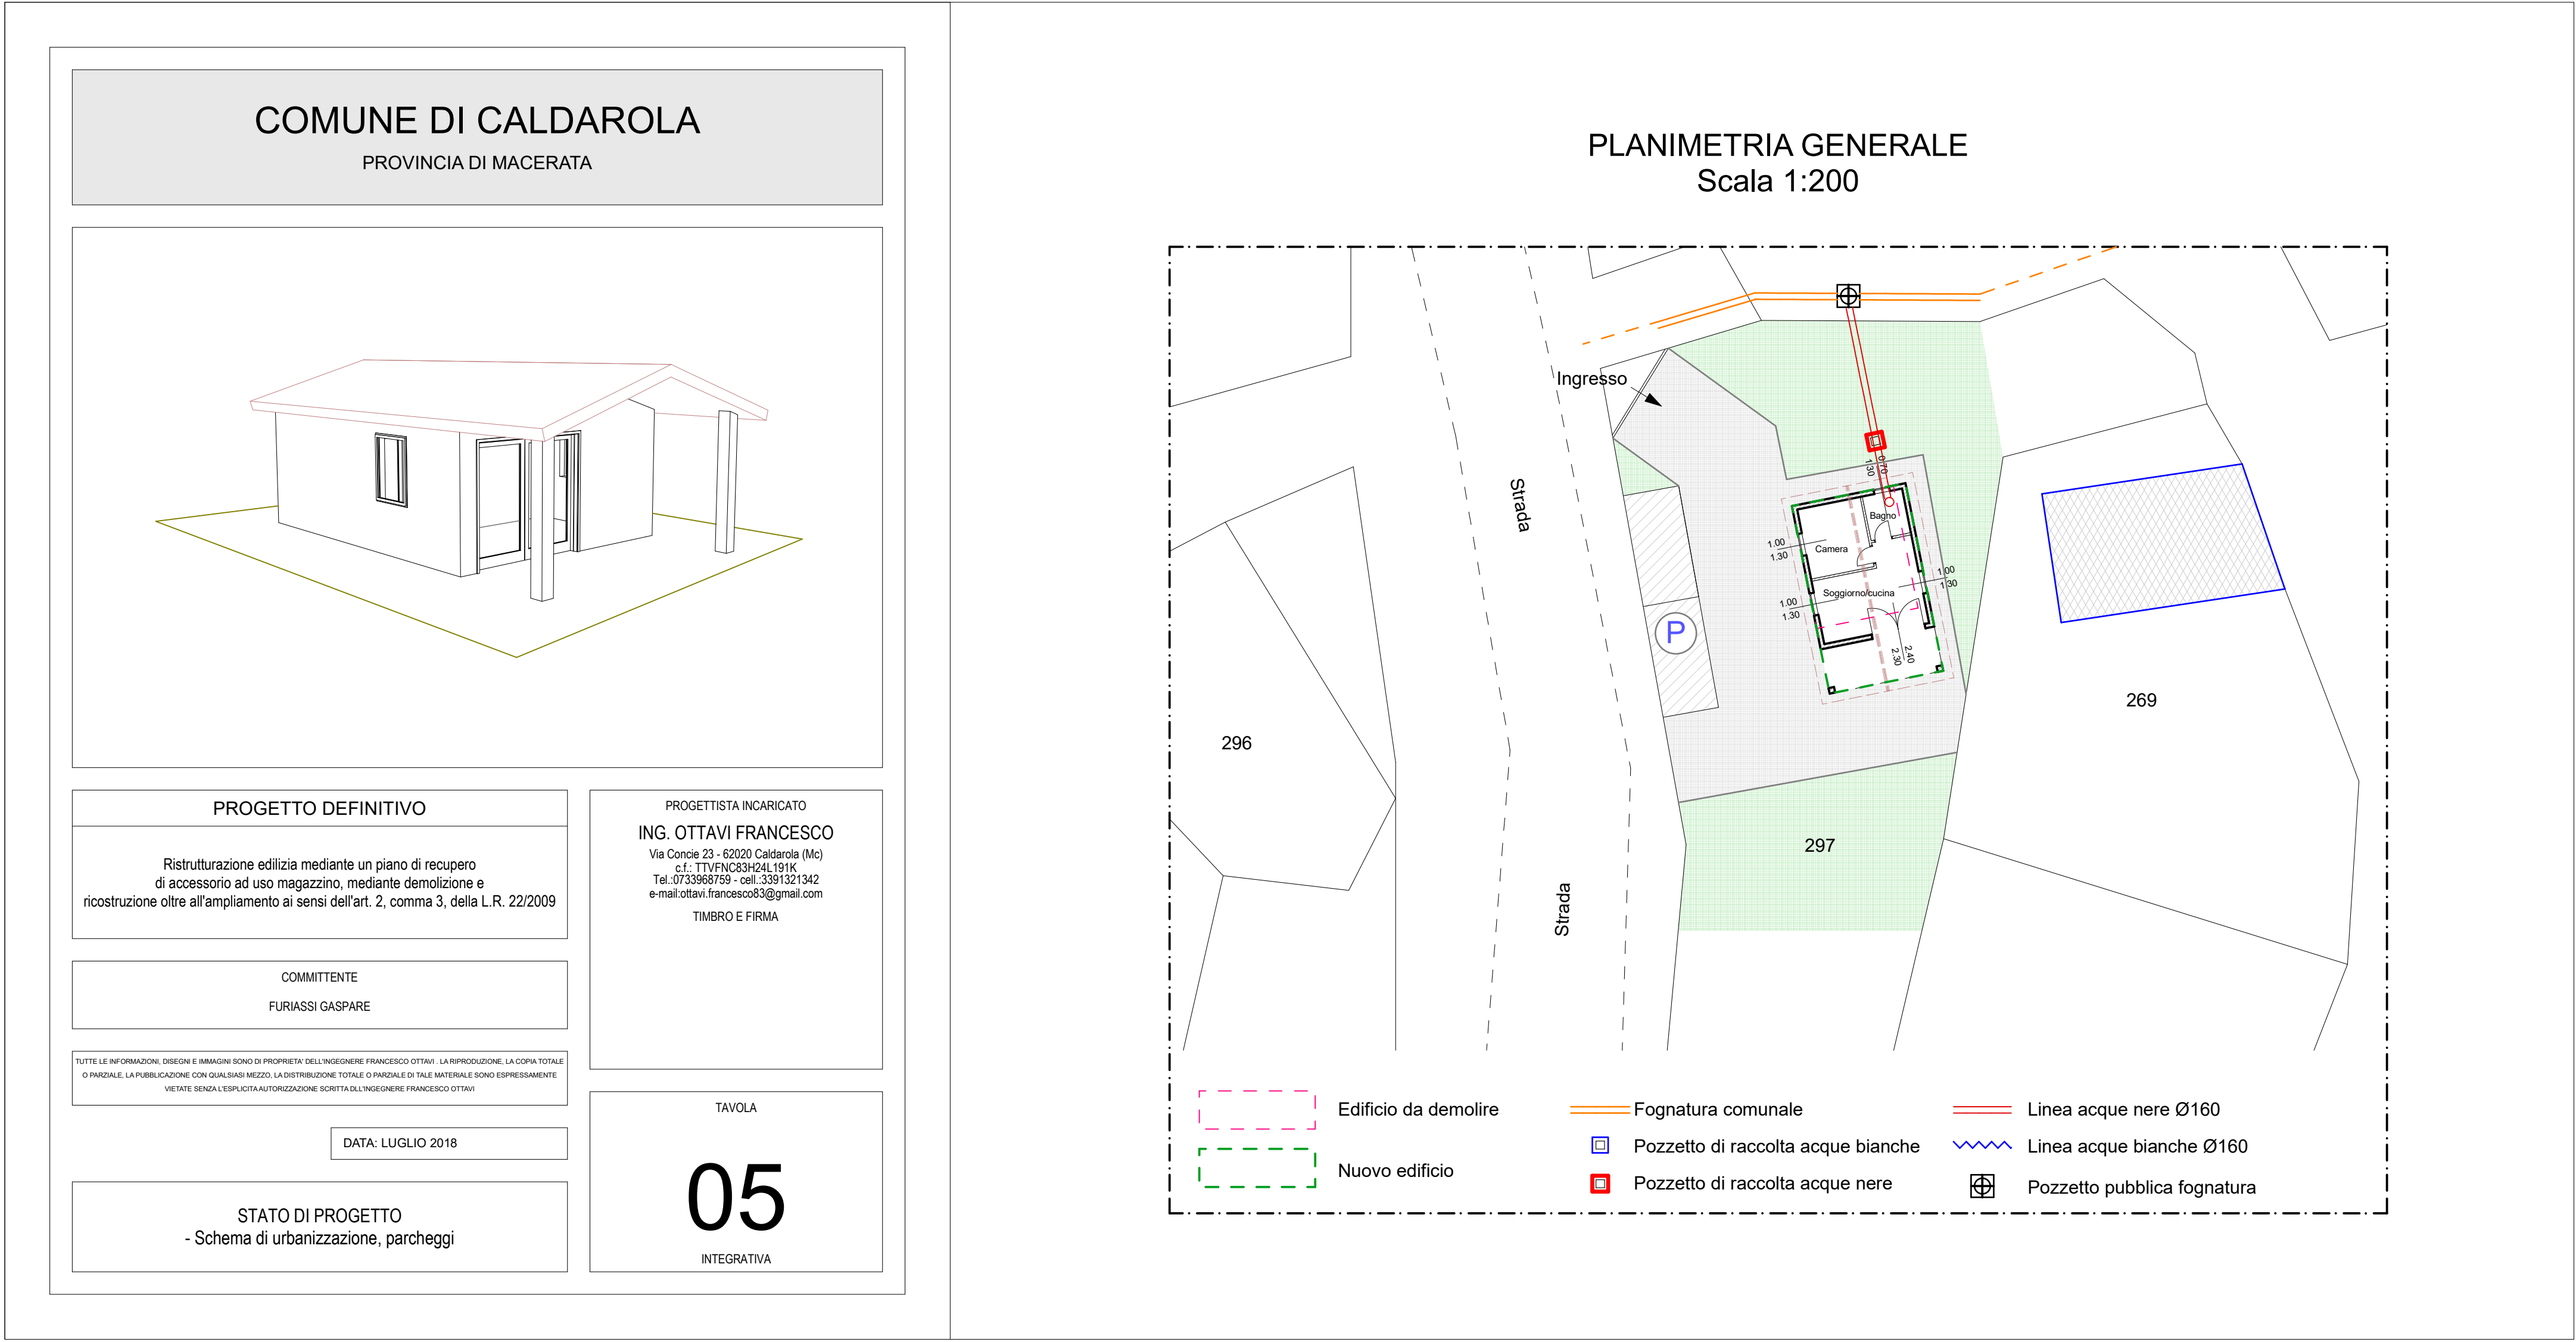 COMUNE DI CALDAROLA
PROVINCIA DI MACERATA
PROGETTO DEFINITIVO
Ristrutturazione edilizia mediante un piano di recupero
di accessorio ad uso magazzino, mediante demolizione e
ricostruzione oltre all'ampliamento ai sensi dell'art. 2, comma 3, della L.R. 22/2009
COMMITTENTE
FURIASSI GASPARE
TUTTE LE INFORMAZIONI, DISEGNI E IMMAGINI SONO DI PROPRIETA' DELL'INGEGNERE FRANCESCO OTTAVI . LA RIPRODUZIONE, LA COPIA TOTALE
O PARZIALE, LA PUBBLICAZIONE CON QUALSIASI MEZZO, LA DISTRIBUZIONE TOTALE O PARZIALE DI TALE MATERIALE SONO ESPRESSAMENTE
VIETATE SENZA L'ESPLICITA AUTORIZZAZIONE SCRITTA DLL'INGEGNERE FRANCESCO OTTAVI
DATA: LUGLIO 2018
STATO DI PROGETTO
- Schema di urbanizzazione, parcheggi
PROGETTISTA INCARICATO
ING. OTTAVI FRANCESCO
Via Concie 23 - 62020 Caldarola (Mc)
c.f.: TTVFNC83H24L191K
Tel.:0733968759 - cell.:3391321342
e-mail:ottavi.francesco83@gmail.com
TIMBRO E FIRMA
TAVOLA
05
INTEGRATIVA
PLANIMETRIA GENERALE
Scala 1:200
Ingresso
Strada
0.70
1.30
Bagno
Camera
1.00
1.30
1.00
1.30
Soggiorno/cucina
1.00
1.30
P
2.40
2.30
269
296
297
Strada
Edificio da demolire
Nuovo edificio
Fognatura comunale
Pozzetto di raccolta acque bianche
Pozzetto di raccolta acque nere
Linea acque nere Ø160
Linea acque bianche Ø160
Pozzetto pubblica fognatura